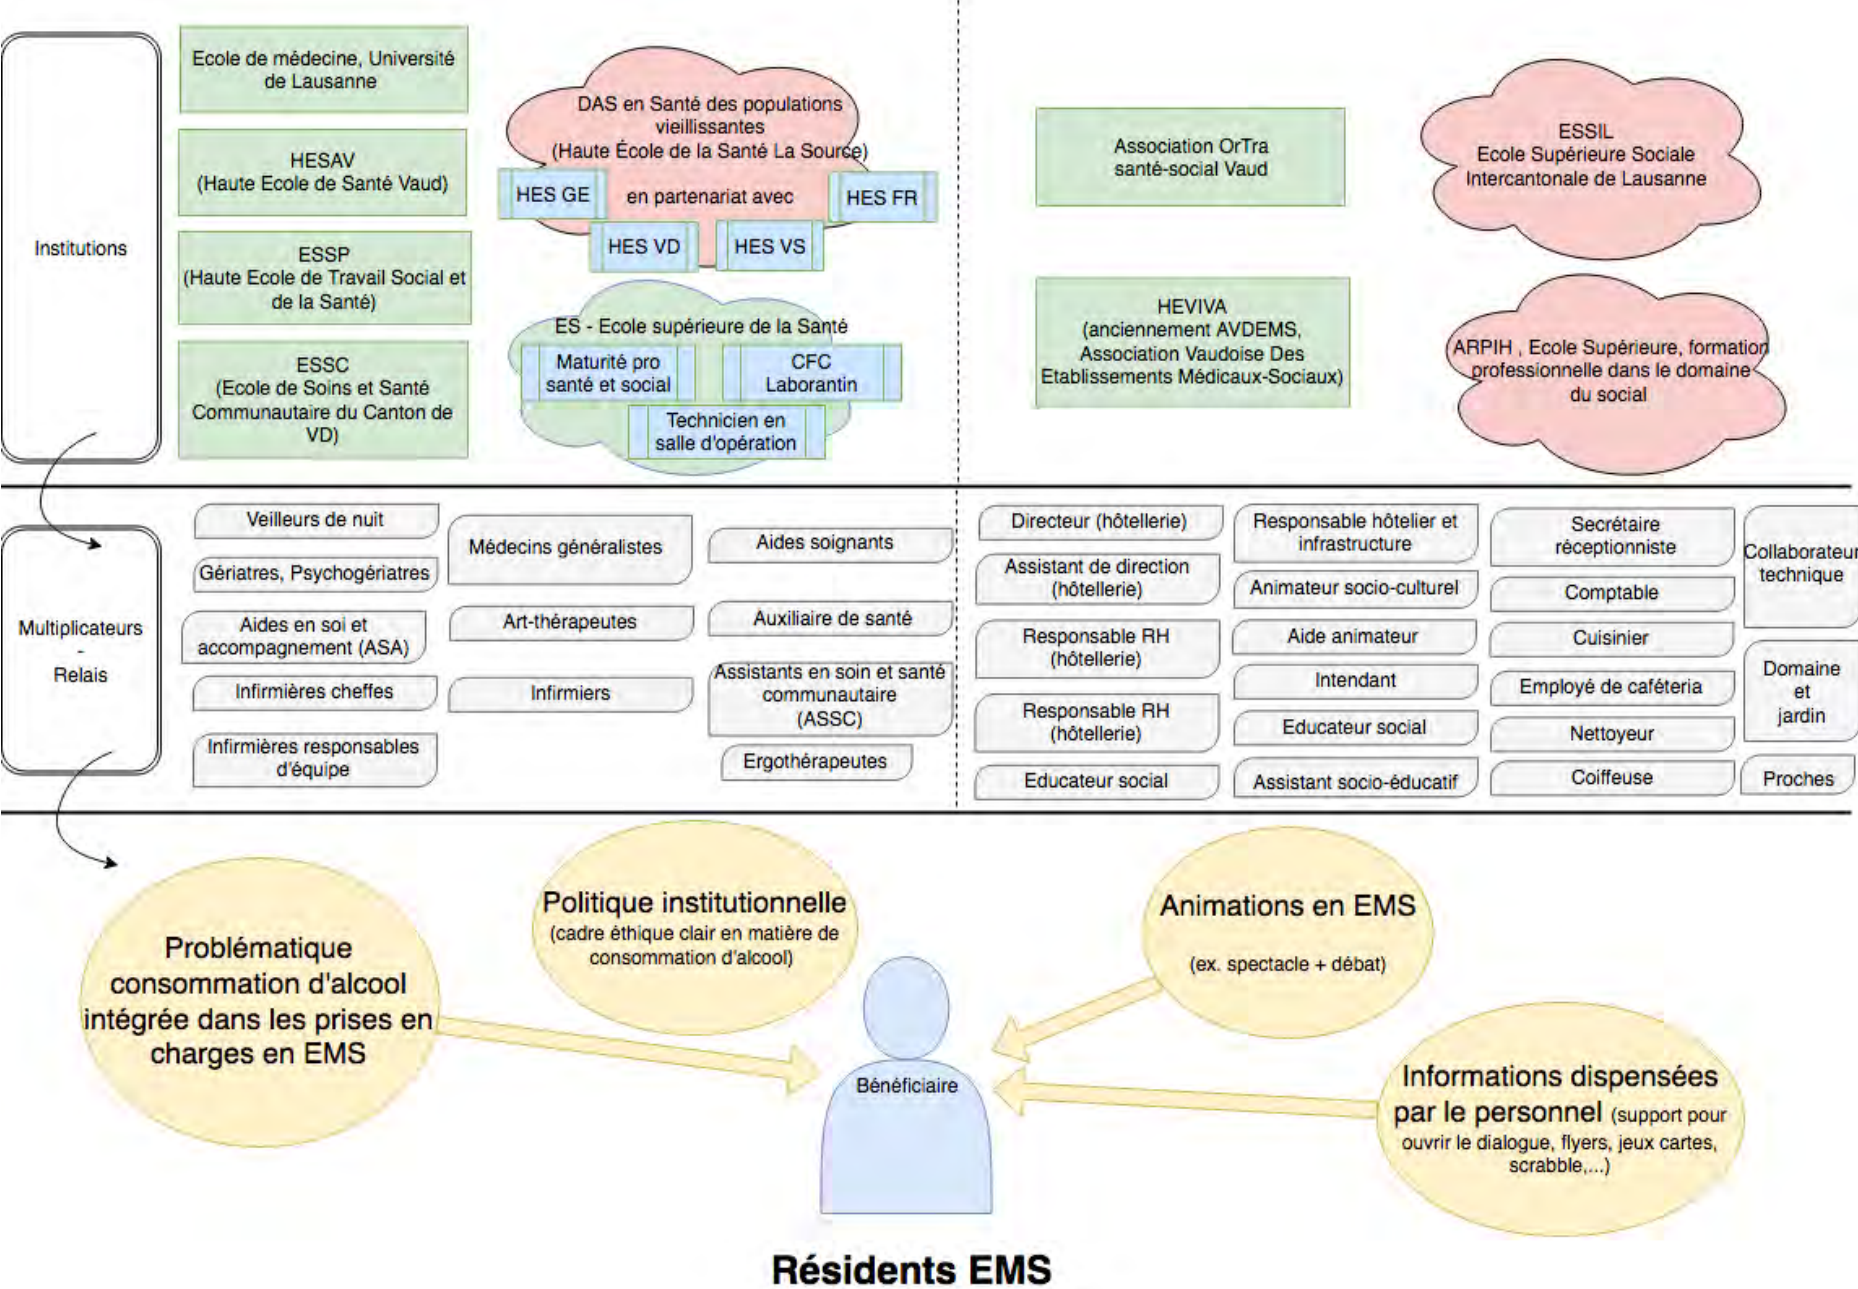 Institutions
Ecole de médecine, Université
de Lausanne
HESAV
(Haute Ecole de Santé Vaud)
ESSP
(Haute Ecole de Travail Social et
de la Santé)
ESSC
(Ecole de Soins et Santé
Communautaire du Canton de
VD)
DAS en Santé des populations
vieillissantes
(Haute École de la Santé La Source)
en partenariat avec
HES GE
HES FR
HES VD
HES VS
ES - Ecole supérieure de la Santé
Maturité pro
santé et social
CFC
Laborantin
Technicien en
salle d'opération
Association OrTra
santé-social Vaud
HEVIVA
(anciennement AVDEMS,
Association Vaudoise Des
Etablissements Médicaux-Sociaux)
ESSIL
Ecole Supérieure Sociale
Intercantonale de Lausanne
ARPIH , Ecole Supérieure, formation
professionnelle dans le domaine
du social
Multiplicateurs
-
Relais
Veilleurs de nuit
Gériatres, Psychogériatres
Aides en soi et
accompagnement (ASA)
Infirmières cheffes
Infirmières responsables
d'équipe
Médecins généralistes
Art-thérapeutes
Infirmiers
Aides soignants
Auxiliaire de santé
Assistants en soin et santé
communautaire
(ASSC)
Ergothérapeutes
Directeur (hôtellerie)
Assistant de direction
(hôtellerie)
Responsable RH
(hôtellerie)
Responsable RH
(hôtellerie)
Educateur social
Responsable hôtelier et
infrastructure
Animateur socio-culturel
Aide animateur
Intendant
Educateur social
Assistant socio-éducatif
Secrétaire
réceptionniste
Comptable
Cuisinier
Employé de caféteria
Nettoyeur
Coiffeuse
Collaborateur
technique
Domaine
et
jardin
Proches
Problématique
consommation d'alcool
intégrée dans les prises en
charges en EMS
Politique institutionnelle
(cadre éthique clair en matière de
consommation d'alcool)
Animations en EMS
(ex. spectacle + débat)
Informations dispensées
par le personnel (support pour
ouvrir le dialogue, flyers, jeux cartes,
scrabble,...)
Bénéficiaire
Résidents EMS